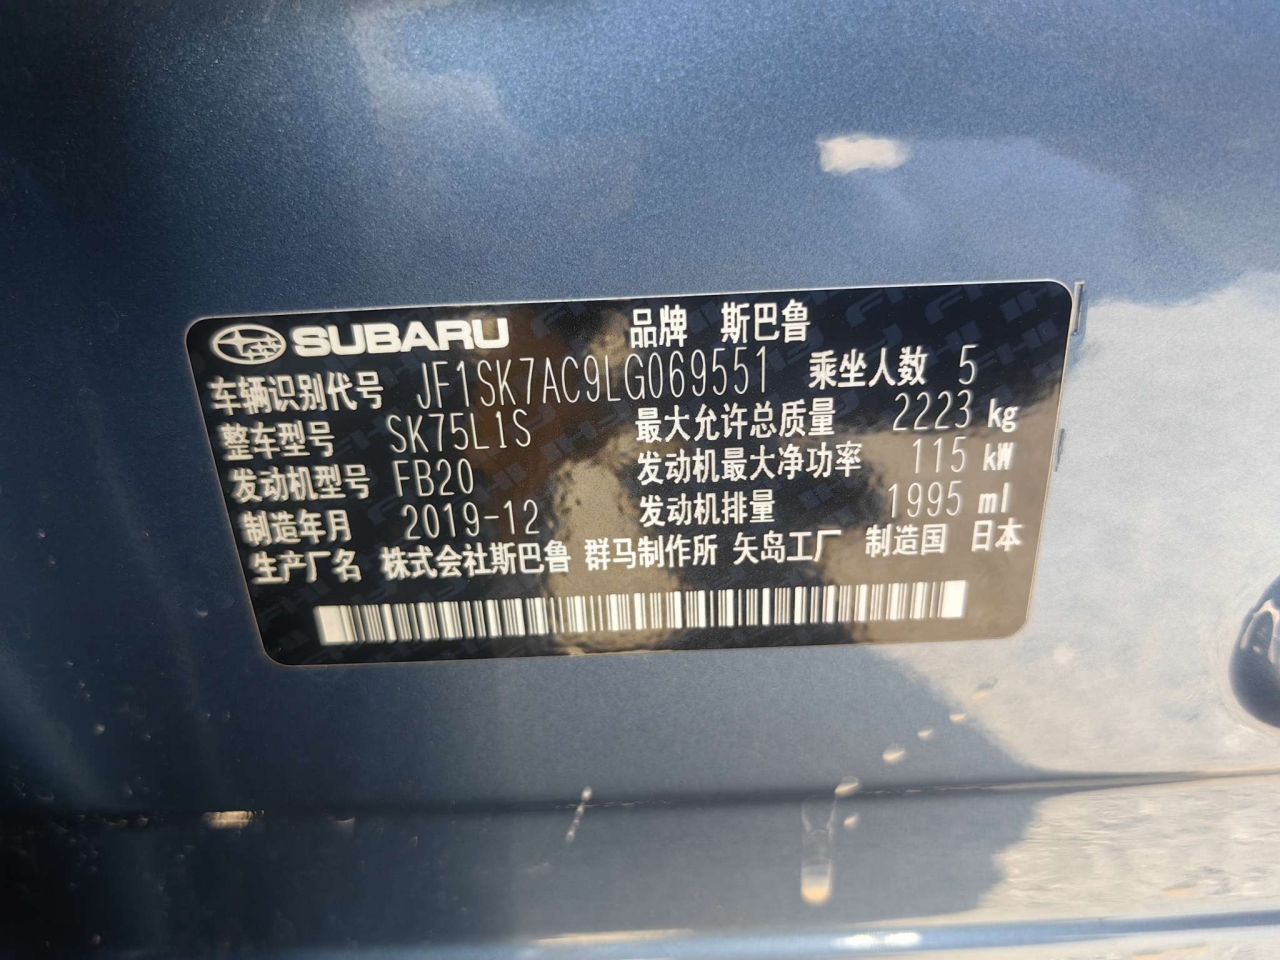 SUBARU 品牌 斯巴鲁
车辆识别代号 JF1SK7AC9LG069551 乘坐人数 5
整车型号 SK75L1S 最大允许总质量 2223 kg
发动机型号 FB20 发动机最大净功率 115 kW
制造年月 2019-12 发动机排量 1995 ml
生产厂名 株式会社斯巴鲁 群马制作所 矢岛工厂 制造国 日本